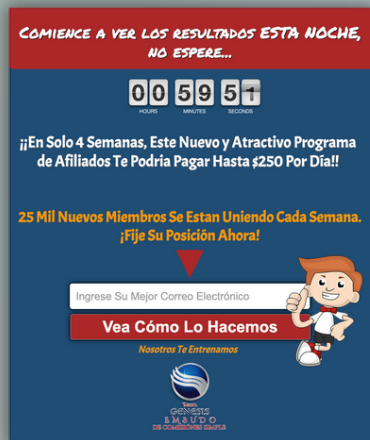 COMIENCE A VER LOS RESULTADOS ESTA NOCHE,
NO ESPERE...
00 59 51
HOURS MINUTES SECONDS
¡¡En Solo 4 Semanas, Este Nuevo y Atractivo Programa
de Afiliados Te Podria Pagar Hasta $250 Por Día!!
25 Mil Nuevos Miembros Se Estan Uniendo Cada Semana.
¡Fije Su Posición Ahora!
Ingrese Su Mejor Correo Electrónico
Vea Cómo Lo Hacemos
Nosotros Te Entrenamos
Team
GENESIS
EMBUDO
DE COMISIONES SIMPLE